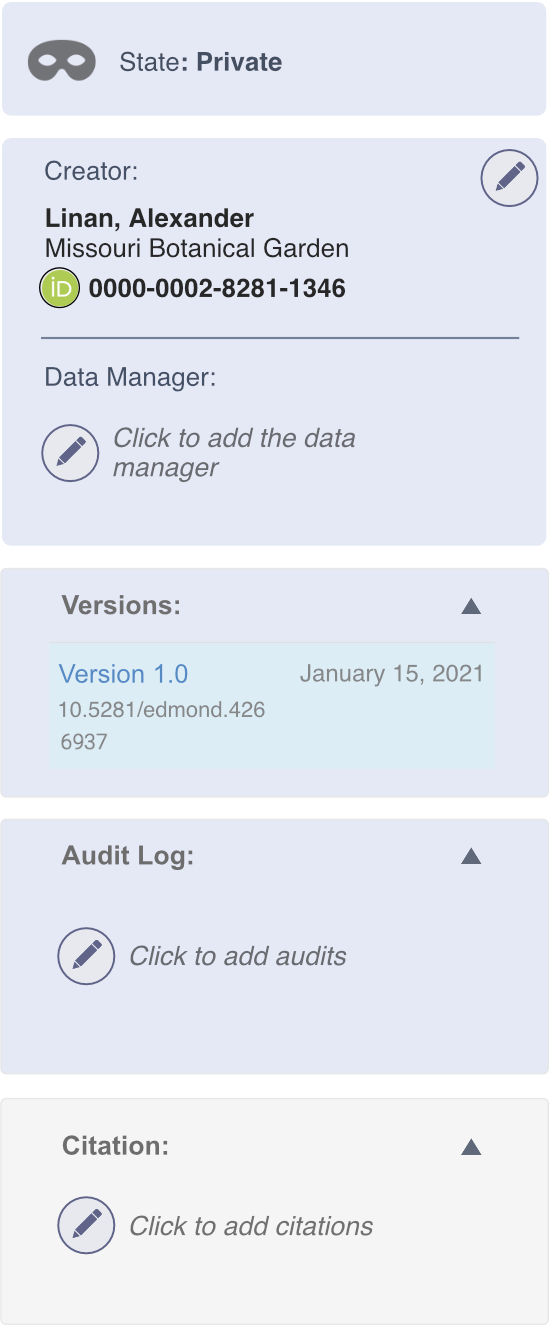 State: Private
Creator:
Linan, Alexander
Missouri Botanical Garden
iD 0000-0002-8281-1346
Data Manager:
Click to add the data
manager
Versions:
Version 1.0 January 15, 2021
10.5281/edmond.426
6937
Audit Log:
Click to add audits
Citation:
Click to add citations